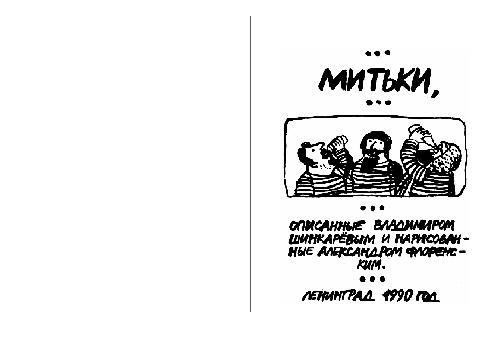 МИТЬКИ,
ОПИСАННЫЕ ВЛАДИМИРОМ
ШИНКАРЁВЫМ И НАРИСОВАН-
НЫЕ АЛЕКСАНДРОМ ФЛОРЕНС-
КИМ.
ЛЕНИНГРАД 1990 ГОД